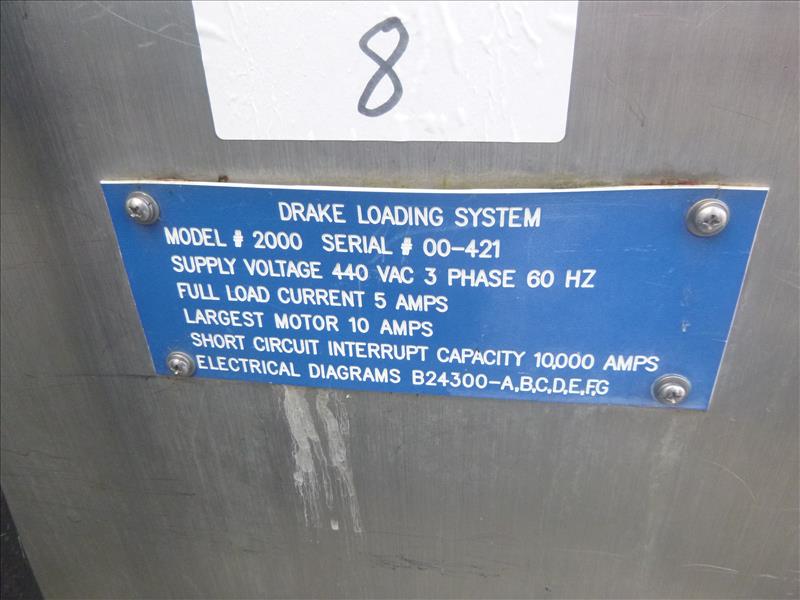 8
DRAKE LOADING SYSTEM
MODEL # 2000 SERIAL # 00-421
SUPPLY VOLTAGE 440 VAC 3 PHASE 60 HZ
FULL LOAD CURRENT 5 AMPS
LARGEST MOTOR 10 AMPS
SHORT CIRCUIT INTERRUPT CAPACITY 10,000 AMPS
ELECTRICAL DIAGRAMS B24300-A,B,C,D,E,F,G